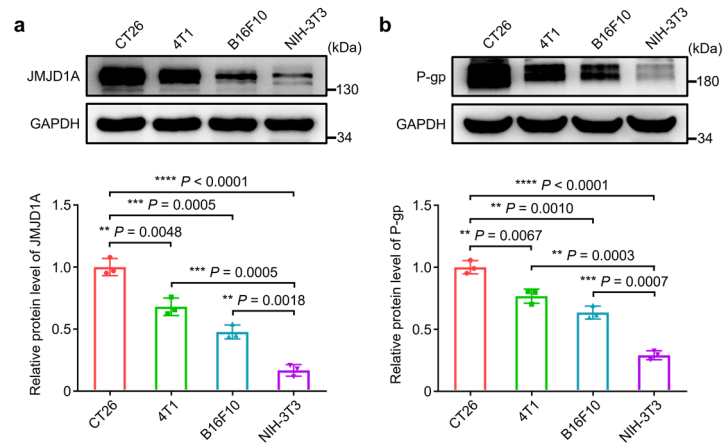 a
CT26 4T1 B16F10 NIH-3T3
(kDa)
JMJD1A
130
GAPDH
34
Relative protein level of JMJD1A
1.5
1.0
0.5
0
**** P < 0.0001
*** P = 0.0005
** P = 0.0048
*** P = 0.0005
** P = 0.0018
CT26 4T1 B16F10 NIH-3T3
b
CT26 4T1 B16F10 NIH-3T3
(kDa)
P-gp
180
GAPDH
34
Relative protein level of P-gp
1.5
1.0
0.5
0
**** P < 0.0001
** P = 0.0010
** P = 0.0067
** P = 0.0003
*** P = 0.0007
CT26 4T1 B16F10 NIH-3T3